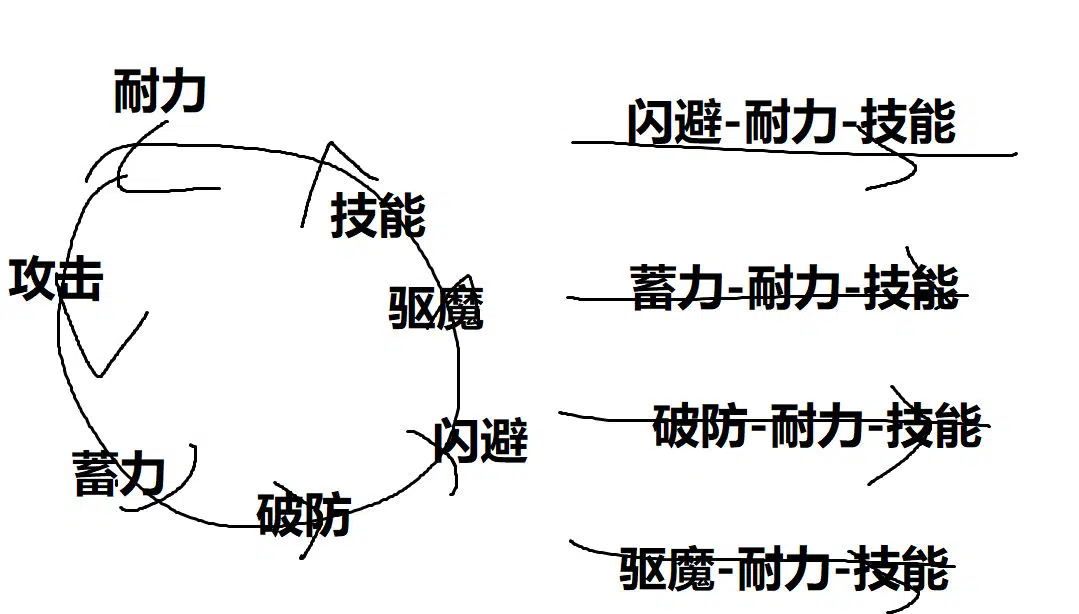 耐力
技能
攻击
驱魔
闪避
蓄力
破防
闪避-耐力-技能
蓄力-耐力-技能
破防-耐力-技能
驱魔-耐力-技能